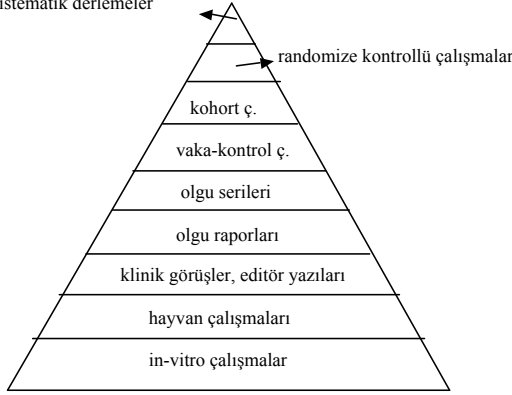 derlemeler
randomize kontrollü çalışmalar
kohort ç.
vaka-kontrol ç.
olgu serileri
olgu raporları
klinik görüşler, editör yazıları
hayvan çalışmaları
in-vitro çalışmalar